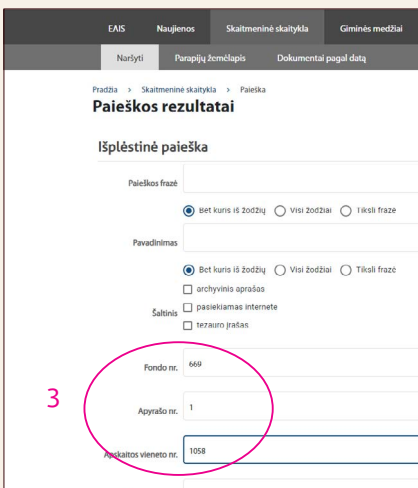 EAIS Naujienos Skaitmeninė skaitykla Giminės medžiai
Naršyti Parapijų žemėlapis Dokumentai pagal datą
Pradžia › Skaitmeninė skaitykla › Paieška
Paieškos rezultatai
Išplėstinė paieška
Paieškos frazė
Bet kuris iš žodžių Visi žodžiai Tiksli frazė
Pavadinimas
Bet kuris iš žodžių Visi žodžiai Tiksli frazė
archyvinis aprašas
Šaltinis pasiekiamas internete
tezauro įrašas
Fondo nr. 669
3
Apyrašo nr. 1
Apskaitos vieneto nr. 1058